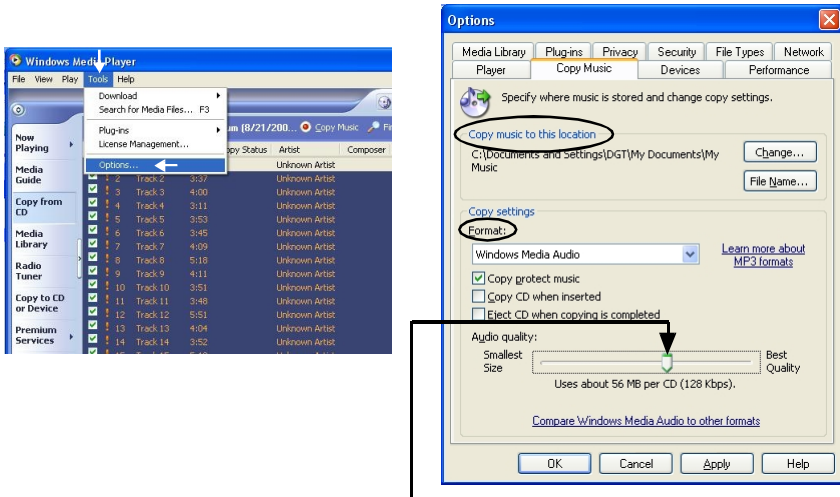 Windows Media Player
File View Play Tools Help
Download
Search for Media Files... F3
Plug-ins
License Management...
Options...
um (8/21/200... Copy Music Fi
py Status Artist Composer
Now
Playing
Media
Guide
Copy from
CD
Media
Library
Radio
Tuner
Copy to CD
or Device
Premium
Services
Unknown Artist
2 Track 2 3:37 Unknown Artist
3 Track 3 4:00 Unknown Artist
4 Track 4 3:11 Unknown Artist
5 Track 5 3:53 Unknown Artist
6 Track 6 3:45 Unknown Artist
7 Track 7 4:09 Unknown Artist
8 Track 8 5:18 Unknown Artist
9 Track 9 4:11 Unknown Artist
10 Track 10 3:51 Unknown Artist
11 Track 11 3:48 Unknown Artist
12 Track 12 5:51 Unknown Artist
13 Track 13 4:04 Unknown Artist
14 Track 14 3:52 Unknown Artist
Options
Media Library Plug-ins Privacy Security File Types Network
Player Copy Music Devices Performance
Specify where music is stored and change copy settings.
Copy music to this location
C:\Documents and Settings\DGT\My Documents\My
Music
Change...
File Name...
Copy settings
Format:
Windows Media Audio
Learn more about
MP3 formats
Copy protect music
Copy CD when inserted
Eject CD when copying is completed
Audio quality:
Smallest
Size
Best
Quality
Uses about 56 MB per CD (128 Kbps).
Compare Windows Media Audio to other formats
OK Cancel Apply Help